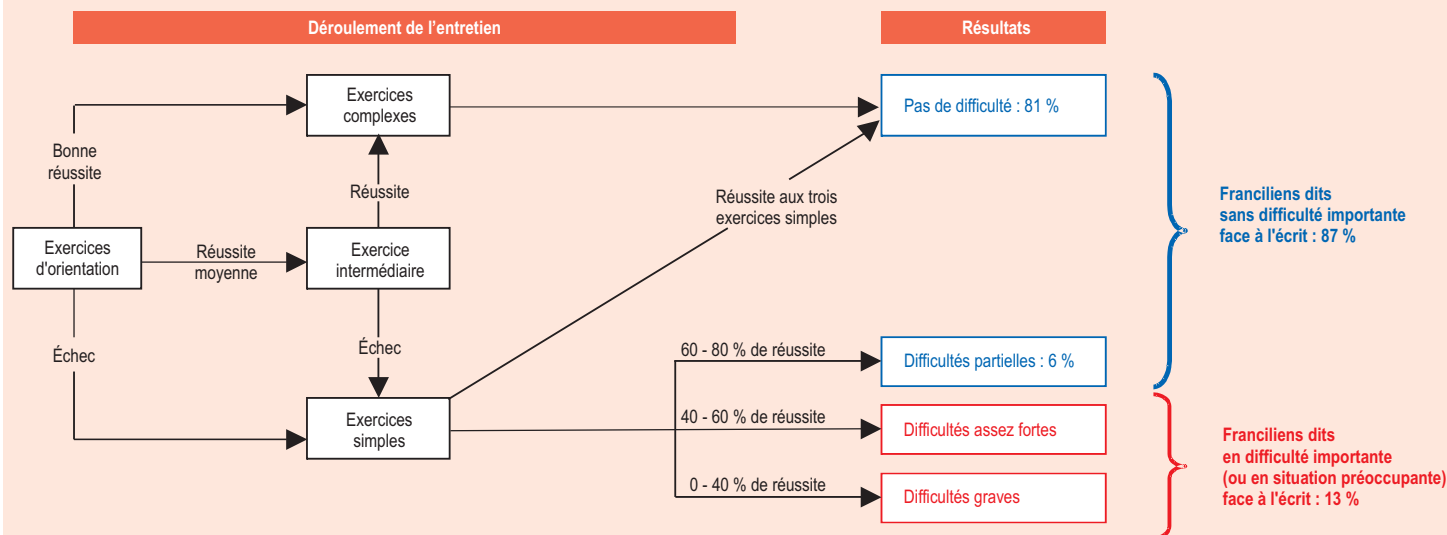 Déroulement de l'entretien
Résultats
Exercices
complexes
Pas de difficulté : 81 %
Bonne
réussite
Réussite
Réussite aux trois
exercices simples
Franciliens dits
sans difficulté importante
face à l'écrit : 87 %
Exercices
d'orientation
Réussite
moyenne
Exercice
intermédiaire
Échec
Échec
60 - 80 % de réussite
Difficultés partielles : 6 %
Exercices
simples
40 - 60 % de réussite
Difficultés assez fortes
0 - 40 % de réussite
Difficultés graves
Franciliens dits
en difficulté importante
(ou en situation préoccupante)
face à l'écrit : 13 %